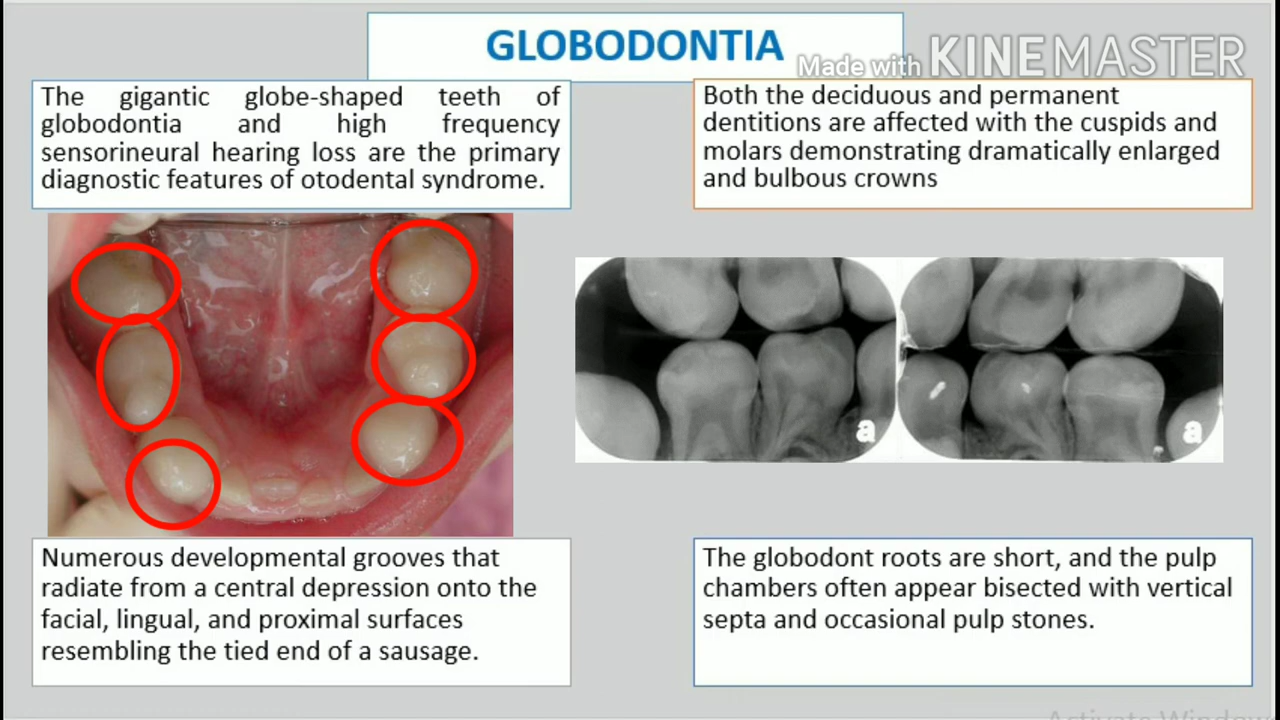 GLOBODONTIA
Made with KINEMASTER
The gigantic globe-shaped teeth of
globodontia and high frequency
sensorineural hearing loss are the primary
diagnostic features of otodental syndrome.
Both the deciduous and permanent
dentitions are affected with the cuspids and
molars demonstrating dramatically enlarged
and bulbous crowns
a
a
Numerous developmental grooves that
radiate from a central depression onto the
facial, lingual, and proximal surfaces
resembling the tied end of a sausage.
The globodont roots are short, and the pulp
chambers often appear bisected with vertical
septa and occasional pulp stones.